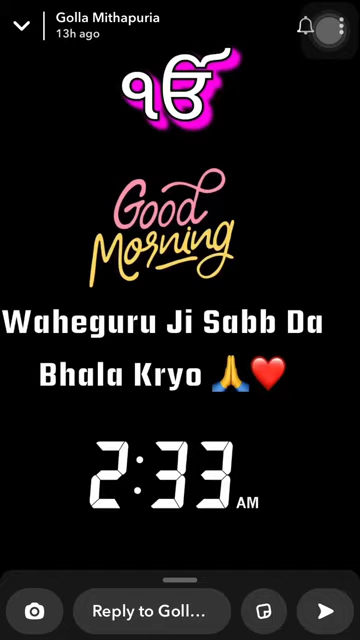 Golla Mithapuria
13h ago
ੴ
Good
Morning
Waheguru Ji Sabb Da
Bhala Kryo 🙏❤️
2:33 AM
Reply to Goll...